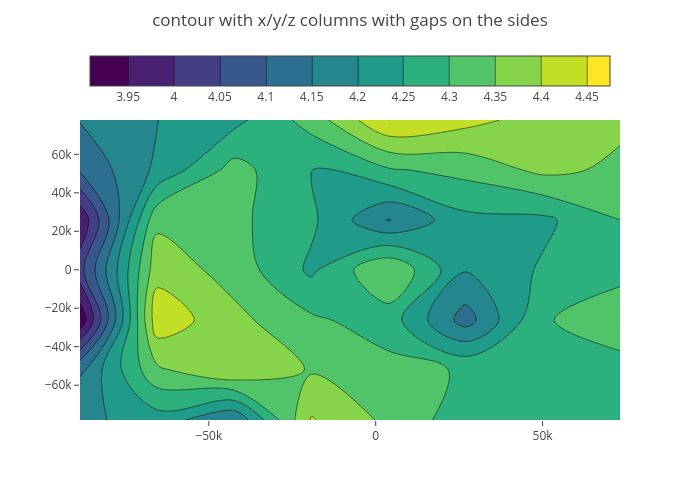 contour with x/y/z columns with gaps on the sides
3.95 4 4.05 4.1 4.15 4.2 4.25 4.3 4.35 4.4 4.45
60k
40k
20k
0
−20k
−40k
−60k
−50k 0 50k